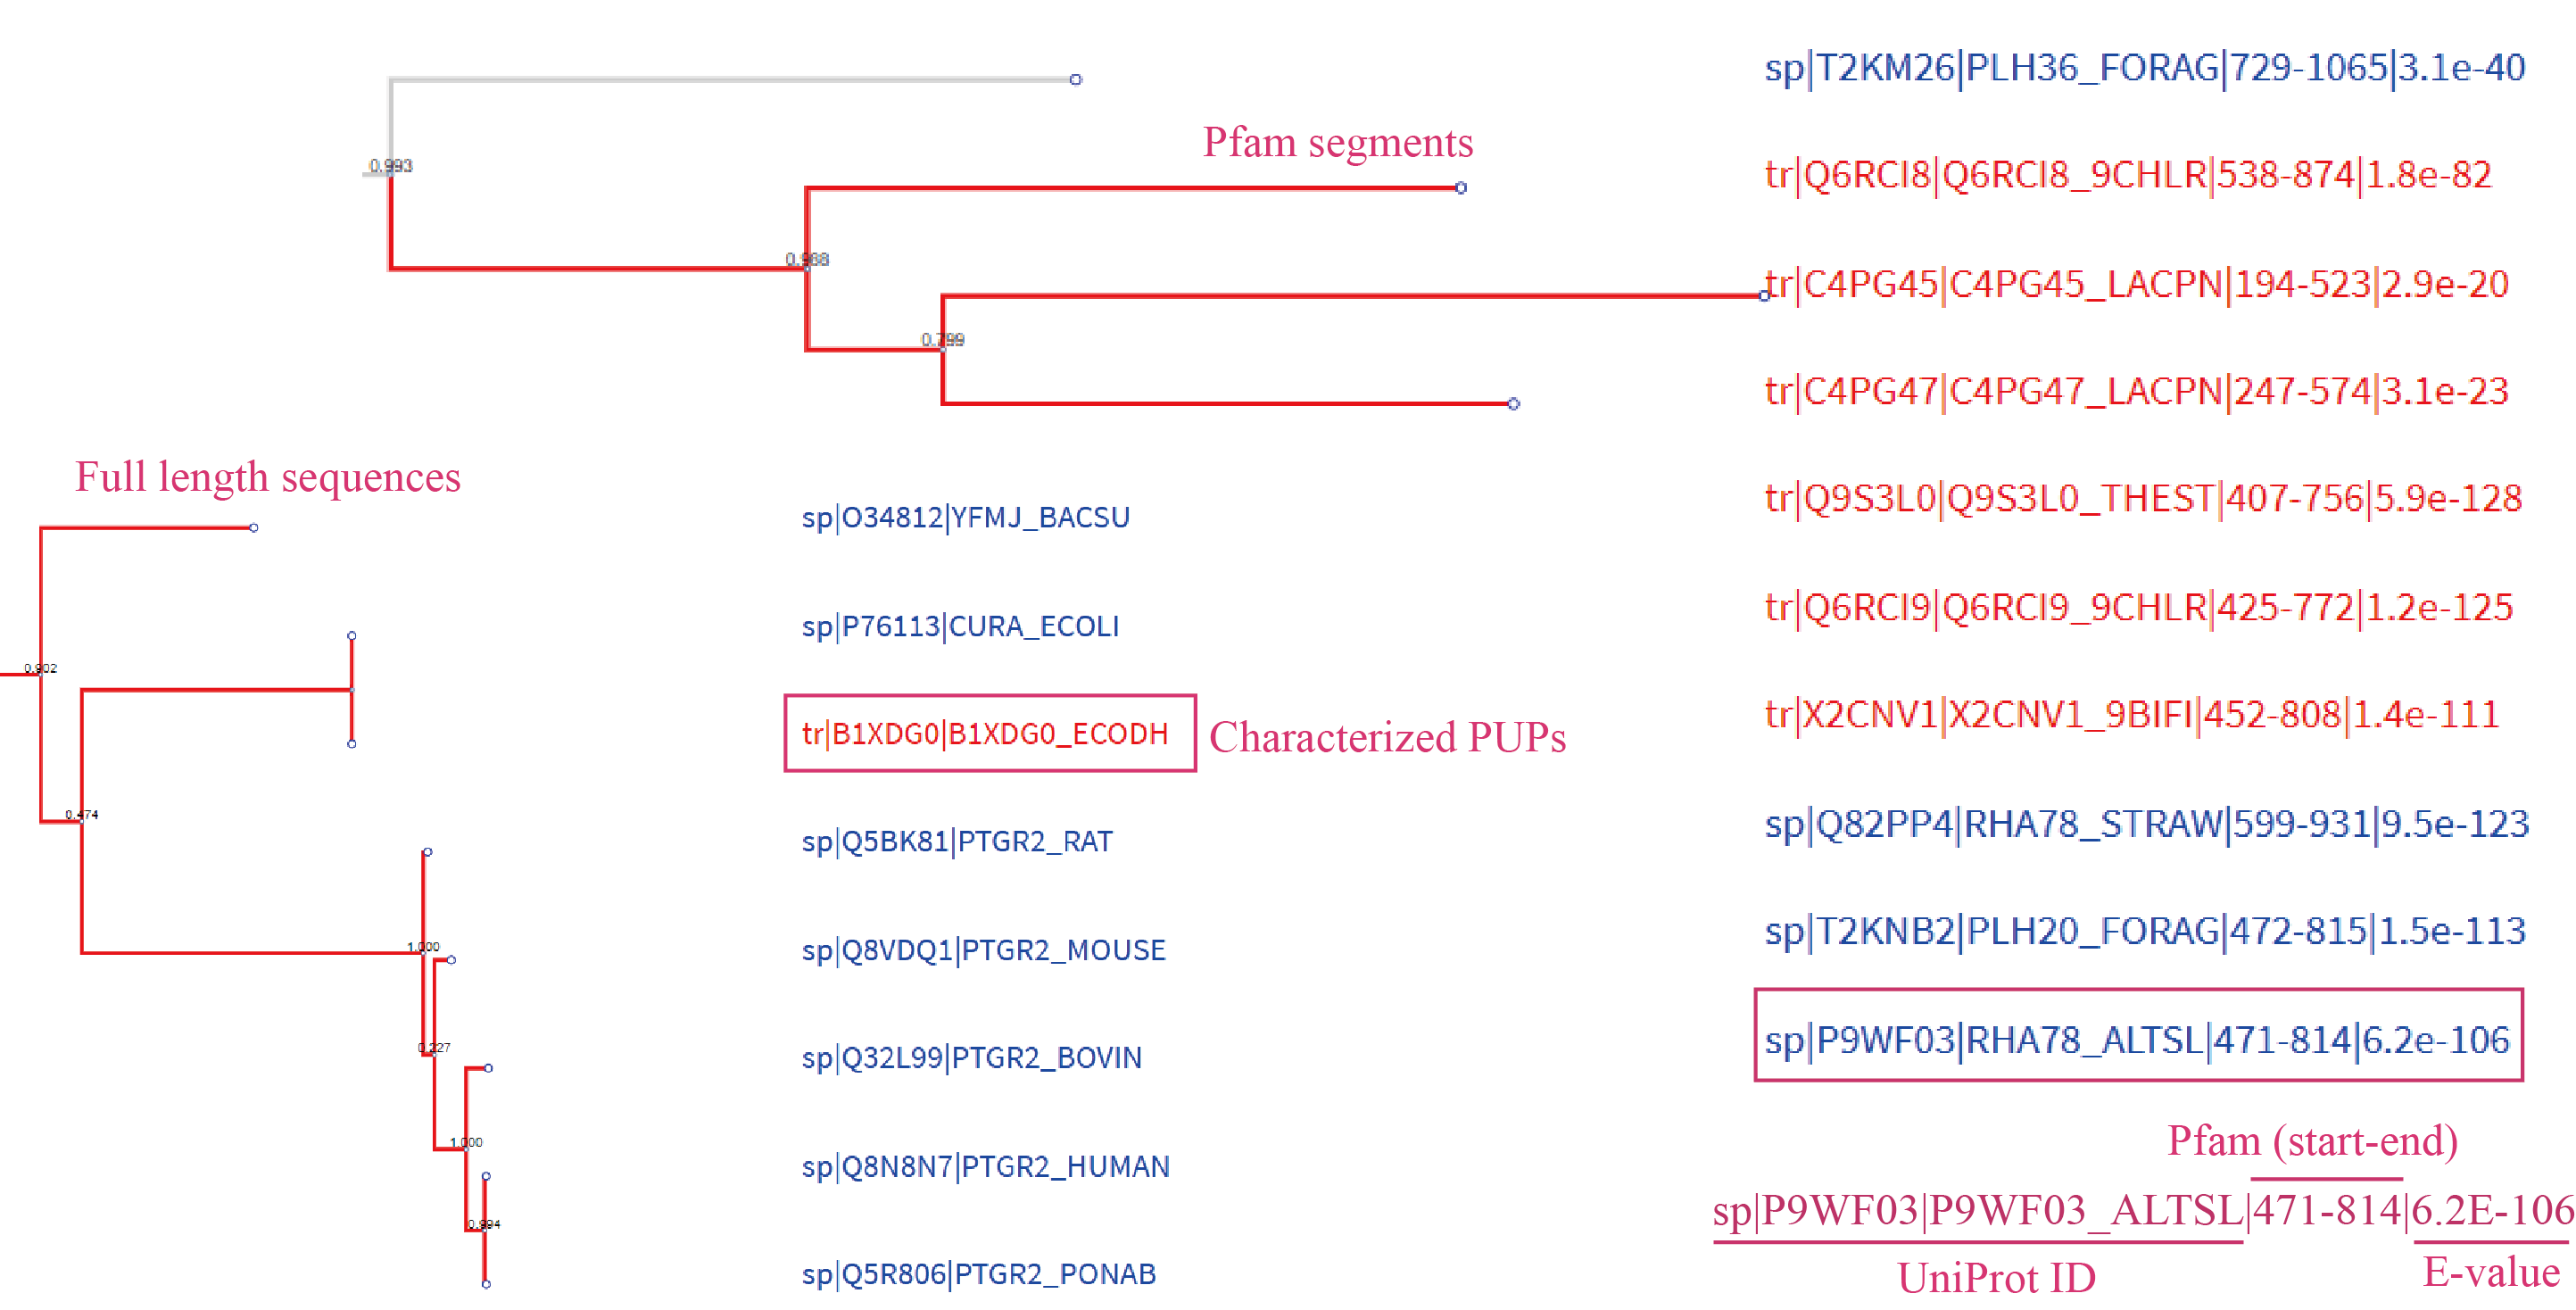 sp|T2KM26|PLH36_FORAG|729-1065|3.1e-40
Pfam segments
0.993
tr|Q6RCI8|Q6RCI8_9CHLR|538-874|1.8e-82
0.988
tr|C4PG45|C4PG45_LACPN|194-523|2.9e-20
0.799
tr|C4PG47|C4PG47_LACPN|247-574|3.1e-23
Full length sequences
tr|Q9S3L0|Q9S3L0_THEST|407-756|5.9e-128
sp|O34812|YFMJ_BACSU
tr|Q6RCI9|Q6RCI9_9CHLR|425-772|1.2e-125
sp|P76113|CURA_ECOLI
0.902
tr|X2CNV1|X2CNV1_9BIFI|452-808|1.4e-111
tr|B1XDG0|B1XDG0_ECODH
Characterized PUPs
0.474
sp|Q82PP4|RHA78_STRAW|599-931|9.5e-123
sp|Q5BK81|PTGR2_RAT
sp|T2KNB2|PLH20_FORAG|472-815|1.5e-113
1.000
sp|Q8VDQ1|PTGR2_MOUSE
sp|P9WF03|RHA78_ALTSL|471-814|6.2e-106
0.227
sp|Q32L99|PTGR2_BOVIN
1.000
Pfam (start-end)
sp|Q8N8N7|PTGR2_HUMAN
sp|P9WF03|P9WF03_ALTSL|471-814|6.2E-106
0.994
sp|Q5R806|PTGR2_PONAB
UniProt ID
E-value